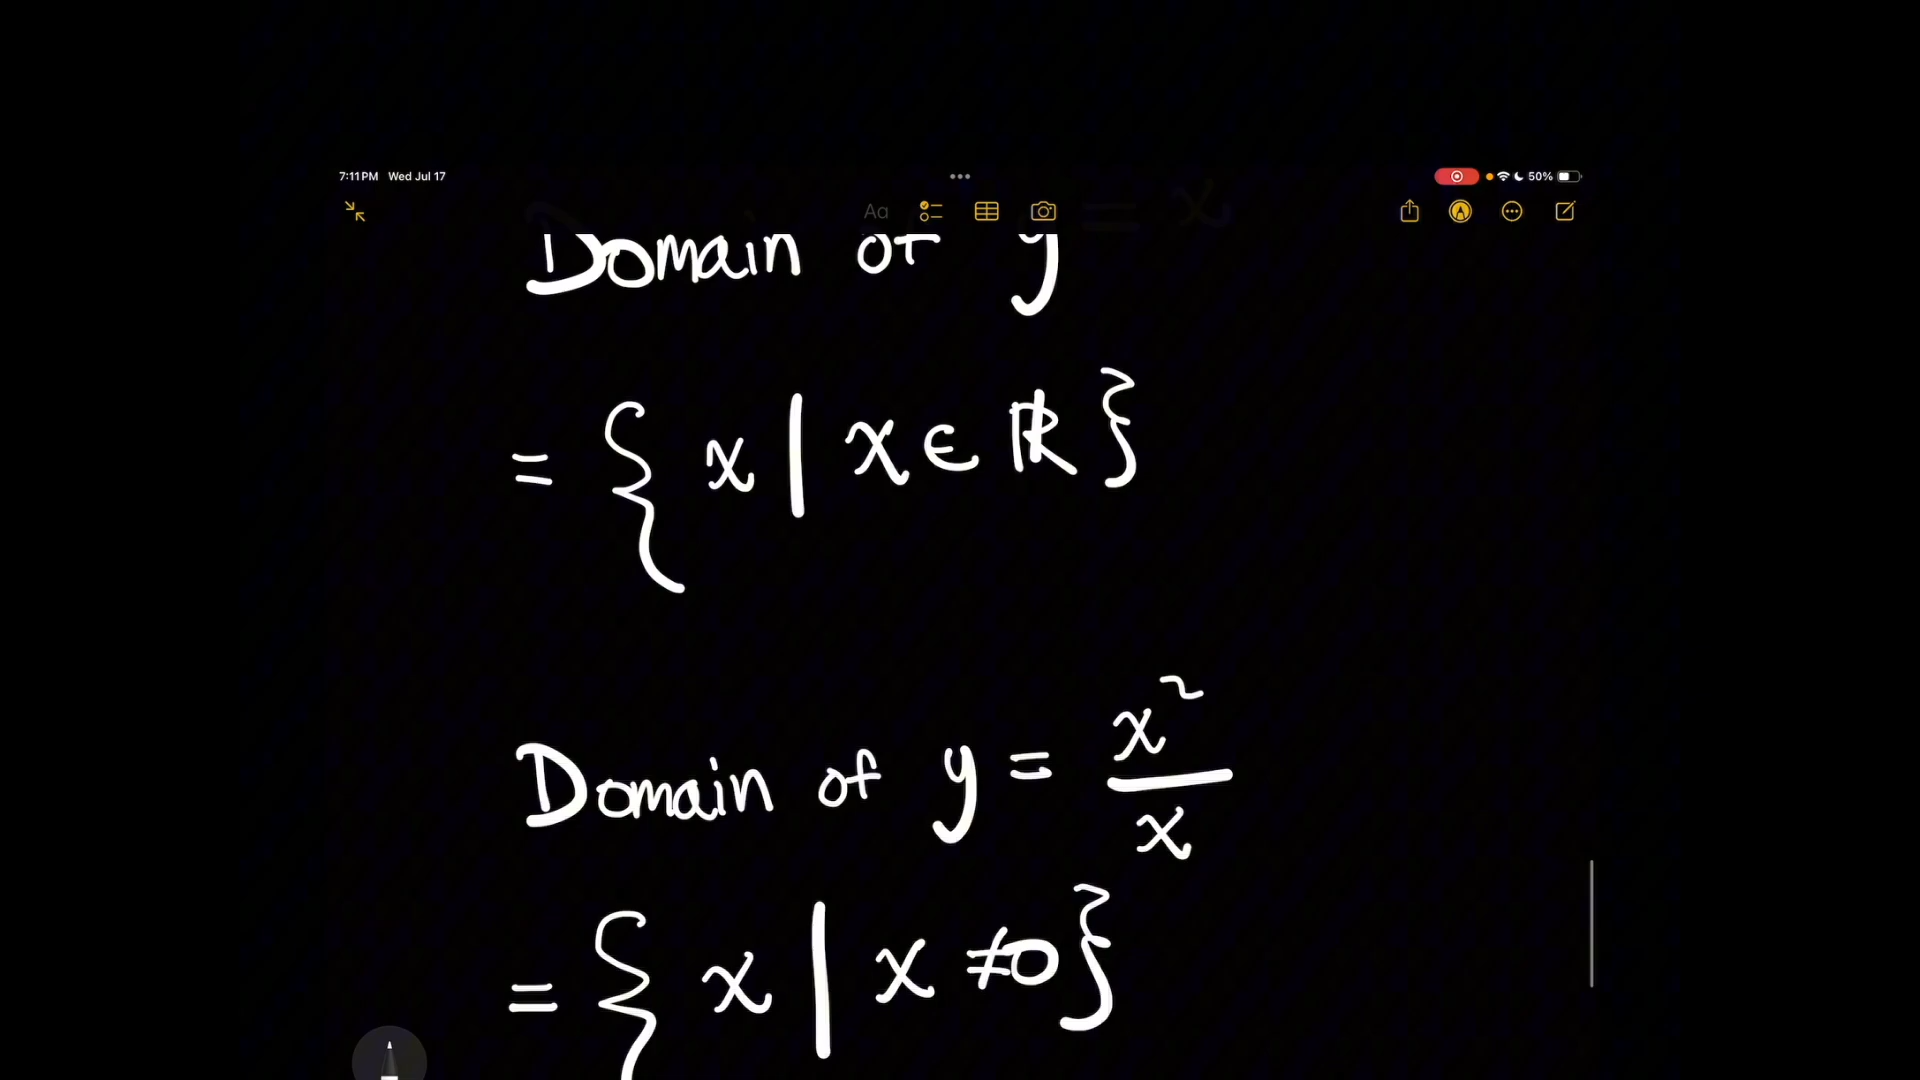 7:11 PM Wed Jul 17
50%
Aa
Domain of y = x
= { x | x ∈ ℝ }
Domain of y = x²/x
= { x | x ≠ 0 }